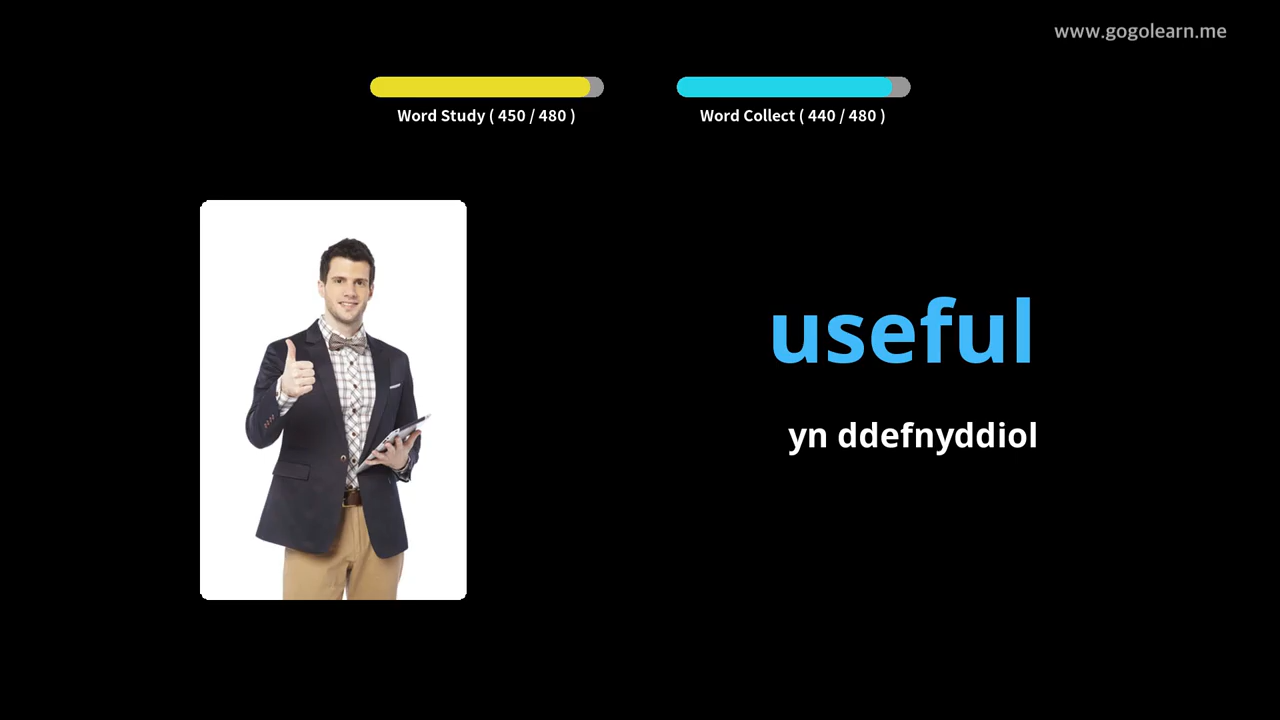 www.gogolearn.me
Word Study ( 450 / 480 )
Word Collect ( 440 / 480 )
useful
yn ddefnyddiol